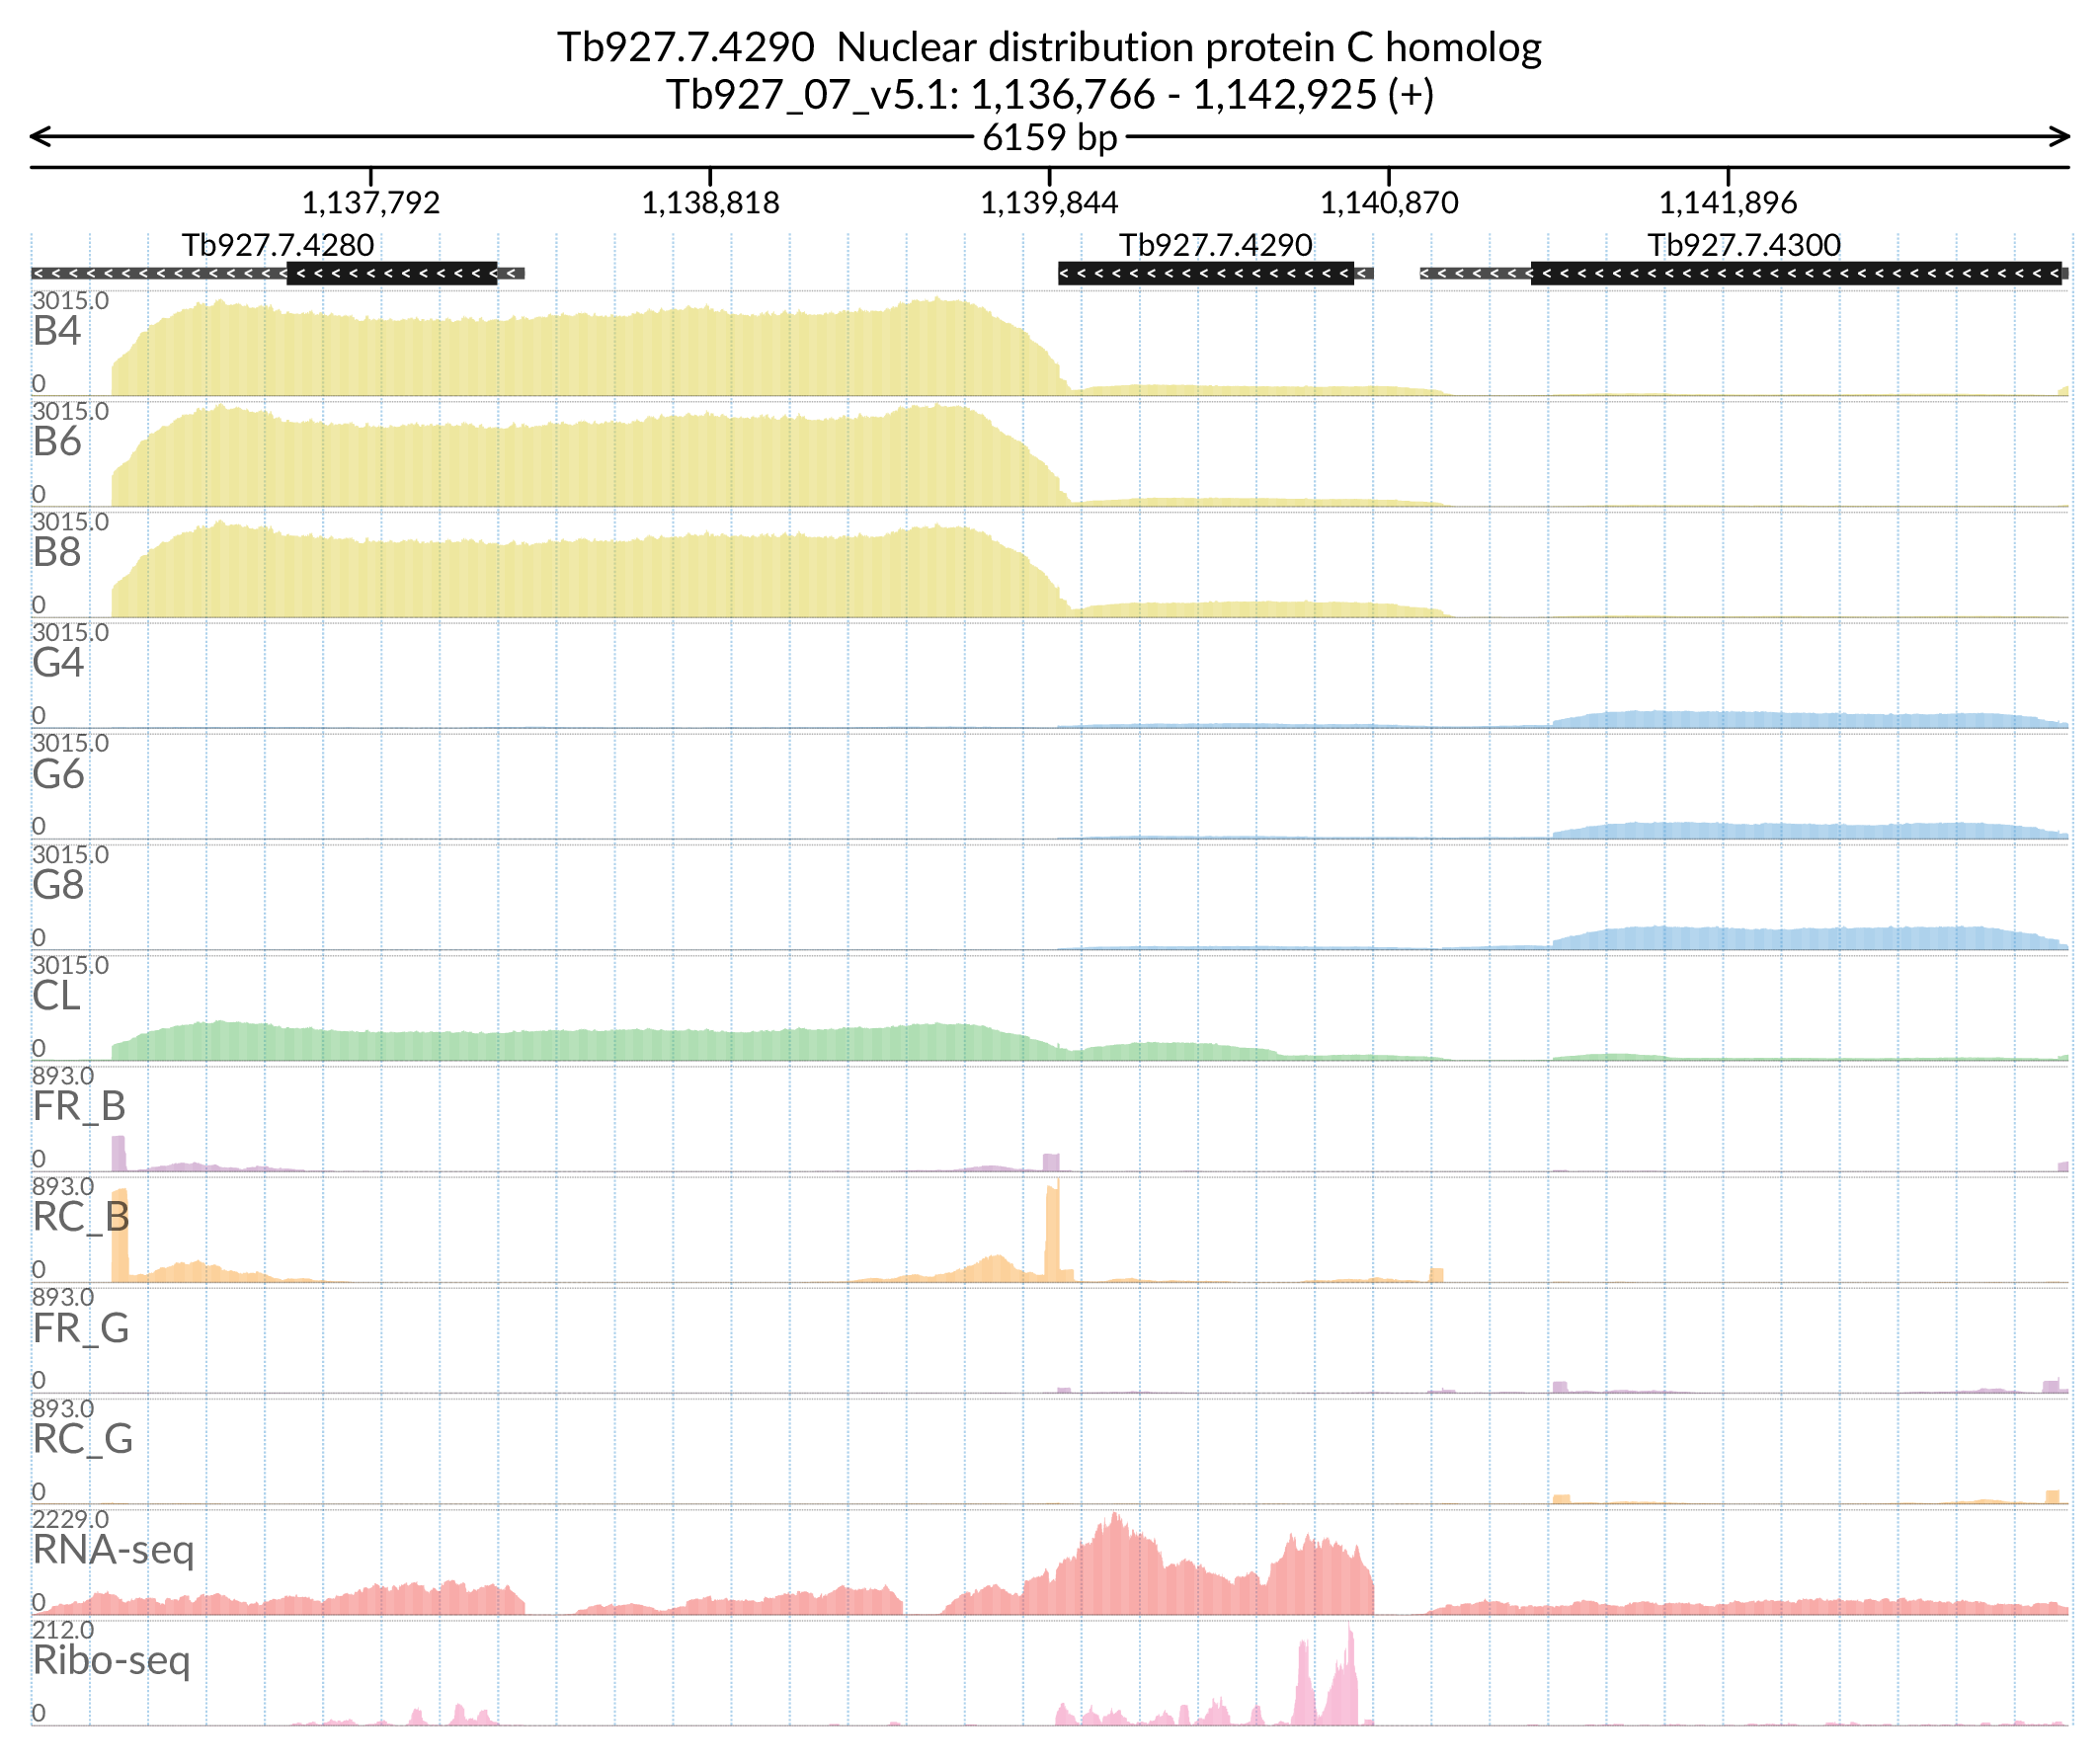 Tb927.7.4290  Nuclear distribution protein C homolog
Tb927_07_v5.1: 1,136,766 - 1,142,925 (+)
6159 bp
1,137,792 1,138,818 1,139,844 1,140,870 1,141,896
Tb927.7.4280 Tb927.7.4290 Tb927.7.4300
3015.0
B4
0
3015.0
B6
0
3015.0
B8
0
3015.0
G4
0
3015.0
G6
0
3015.0
G8
0
3015.0
CL
0
893.0
FR_B
0
893.0
RC_B
0
893.0
FR_G
0
893.0
RC_G
0
2229.0
RNA-seq
0
212.0
Ribo-seq
0